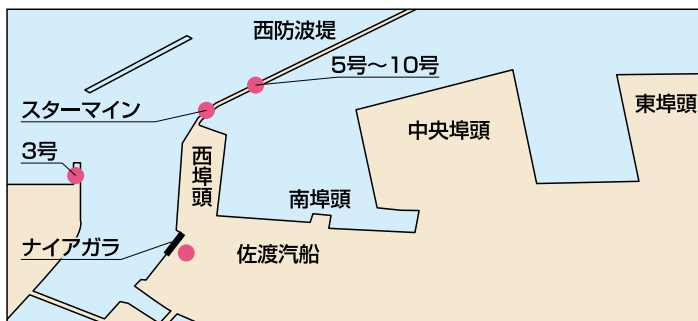 西防波堤
5号〜10号
スターマイン
東埠頭
中央埠頭
3号
西埠頭
南埠頭
ナイアガラ
佐渡汽船